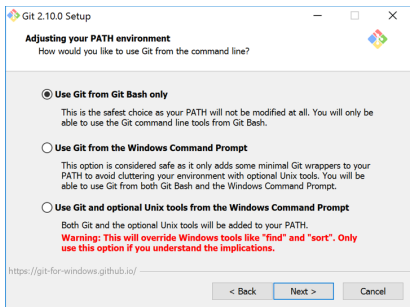 Git 2.10.0 Setup
Adjusting your PATH environment
How would you like to use Git from the command line?
Use Git from Git Bash only
This is the safest choice as your PATH will not be modified at all. You will only be
able to use the Git command line tools from Git Bash.
Use Git from the Windows Command Prompt
This option is considered safe as it only adds some minimal Git wrappers to your
PATH to avoid cluttering your environment with optional Unix tools. You will be
able to use Git from both Git Bash and the Windows Command Prompt.
Use Git and optional Unix tools from the Windows Command Prompt
Both Git and the optional Unix tools will be added to your PATH.
Warning: This will override Windows tools like "find" and "sort". Only
use this option if you understand the implications.
https://git-for-windows.github.io/
< Back Next > Cancel